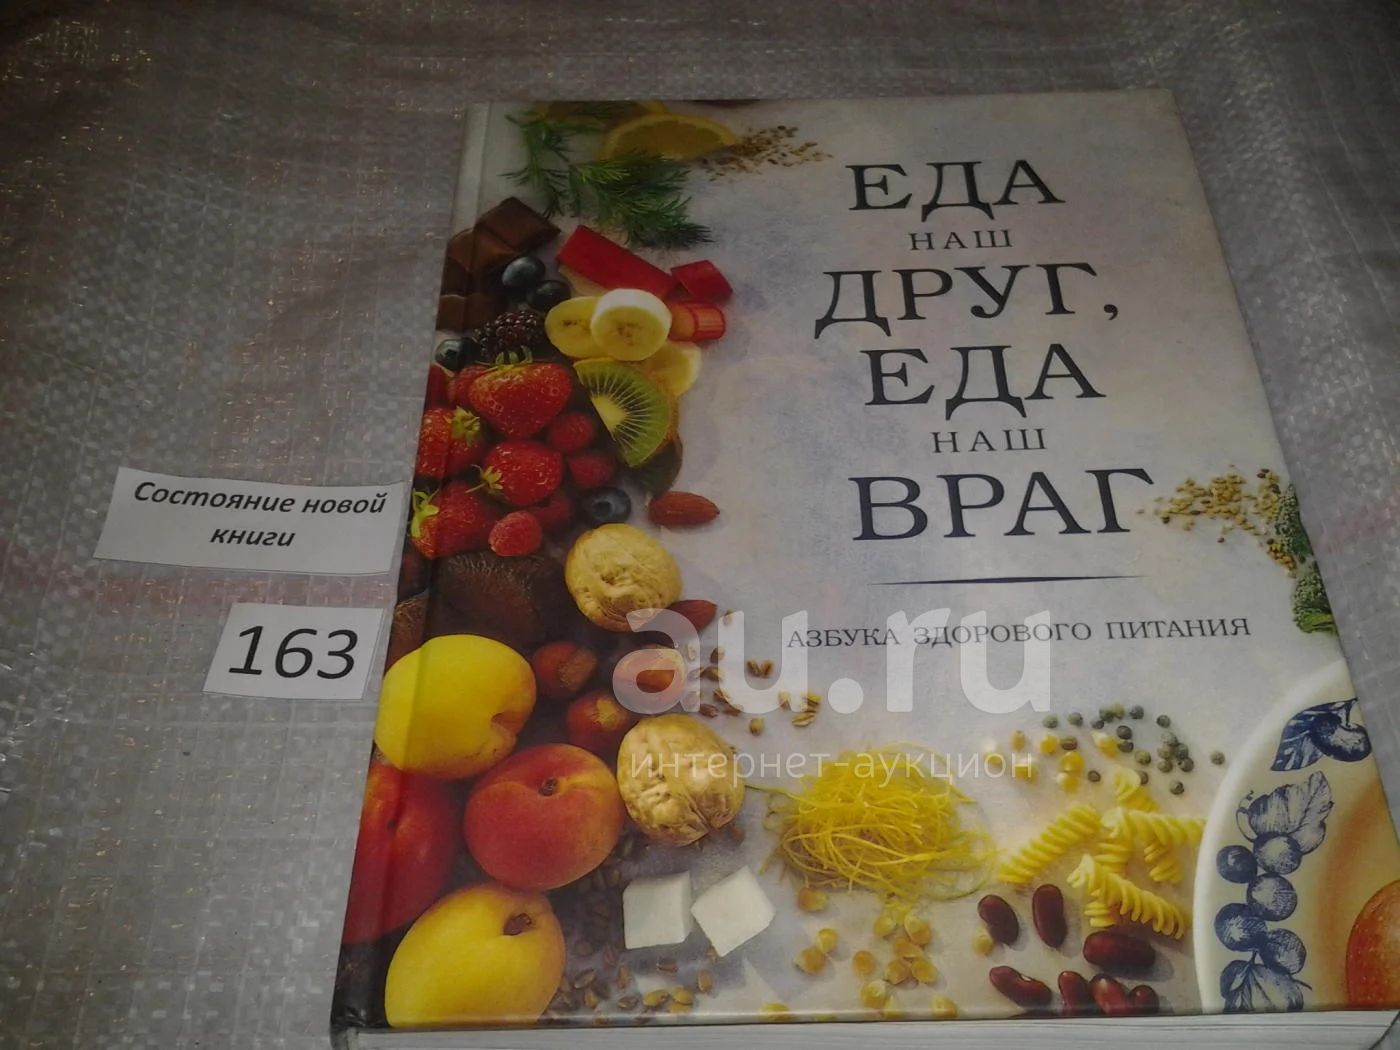 ЕДА
НАШ
ДРУГ,
ЕДА
НАШ
ВРАГ
АЗБУКА ЗДОРОВОГО ПИТАНИЯ
Состояние новой
книги
163
au.ru
интернет-аукцион